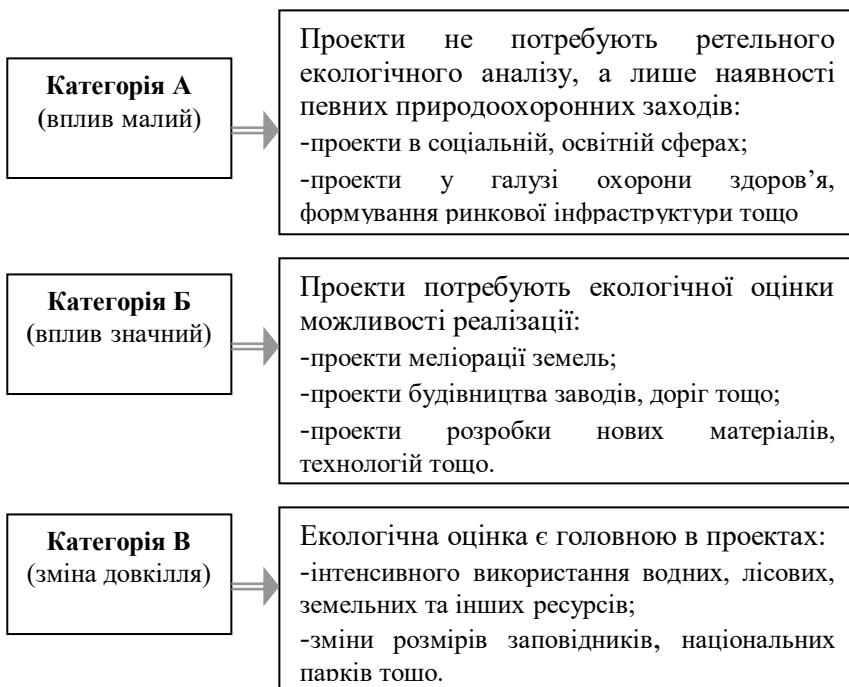 Категорія А
(вплив малий)
Проекти не потребують ретельного
екологічного аналізу, а лише наявності
певних природоохоронних заходів:
-проекти в соціальній, освітній сферах;
-проекти у галузі охорони здоров’я,
формування ринкової інфраструктури тощо
Категорія Б
(вплив значний)
Проекти потребують екологічної оцінки
можливості реалізації:
-проекти меліорації земель;
-проекти будівництва заводів, доріг тощо;
-проекти розробки нових матеріалів,
технологій тощо.
Категорія В
(зміна довкілля)
Екологічна оцінка є головною в проектах:
-інтенсивного використання водних, лісових,
земельних та інших ресурсів;
-зміни розмірів заповідників, національних
парків тощо.